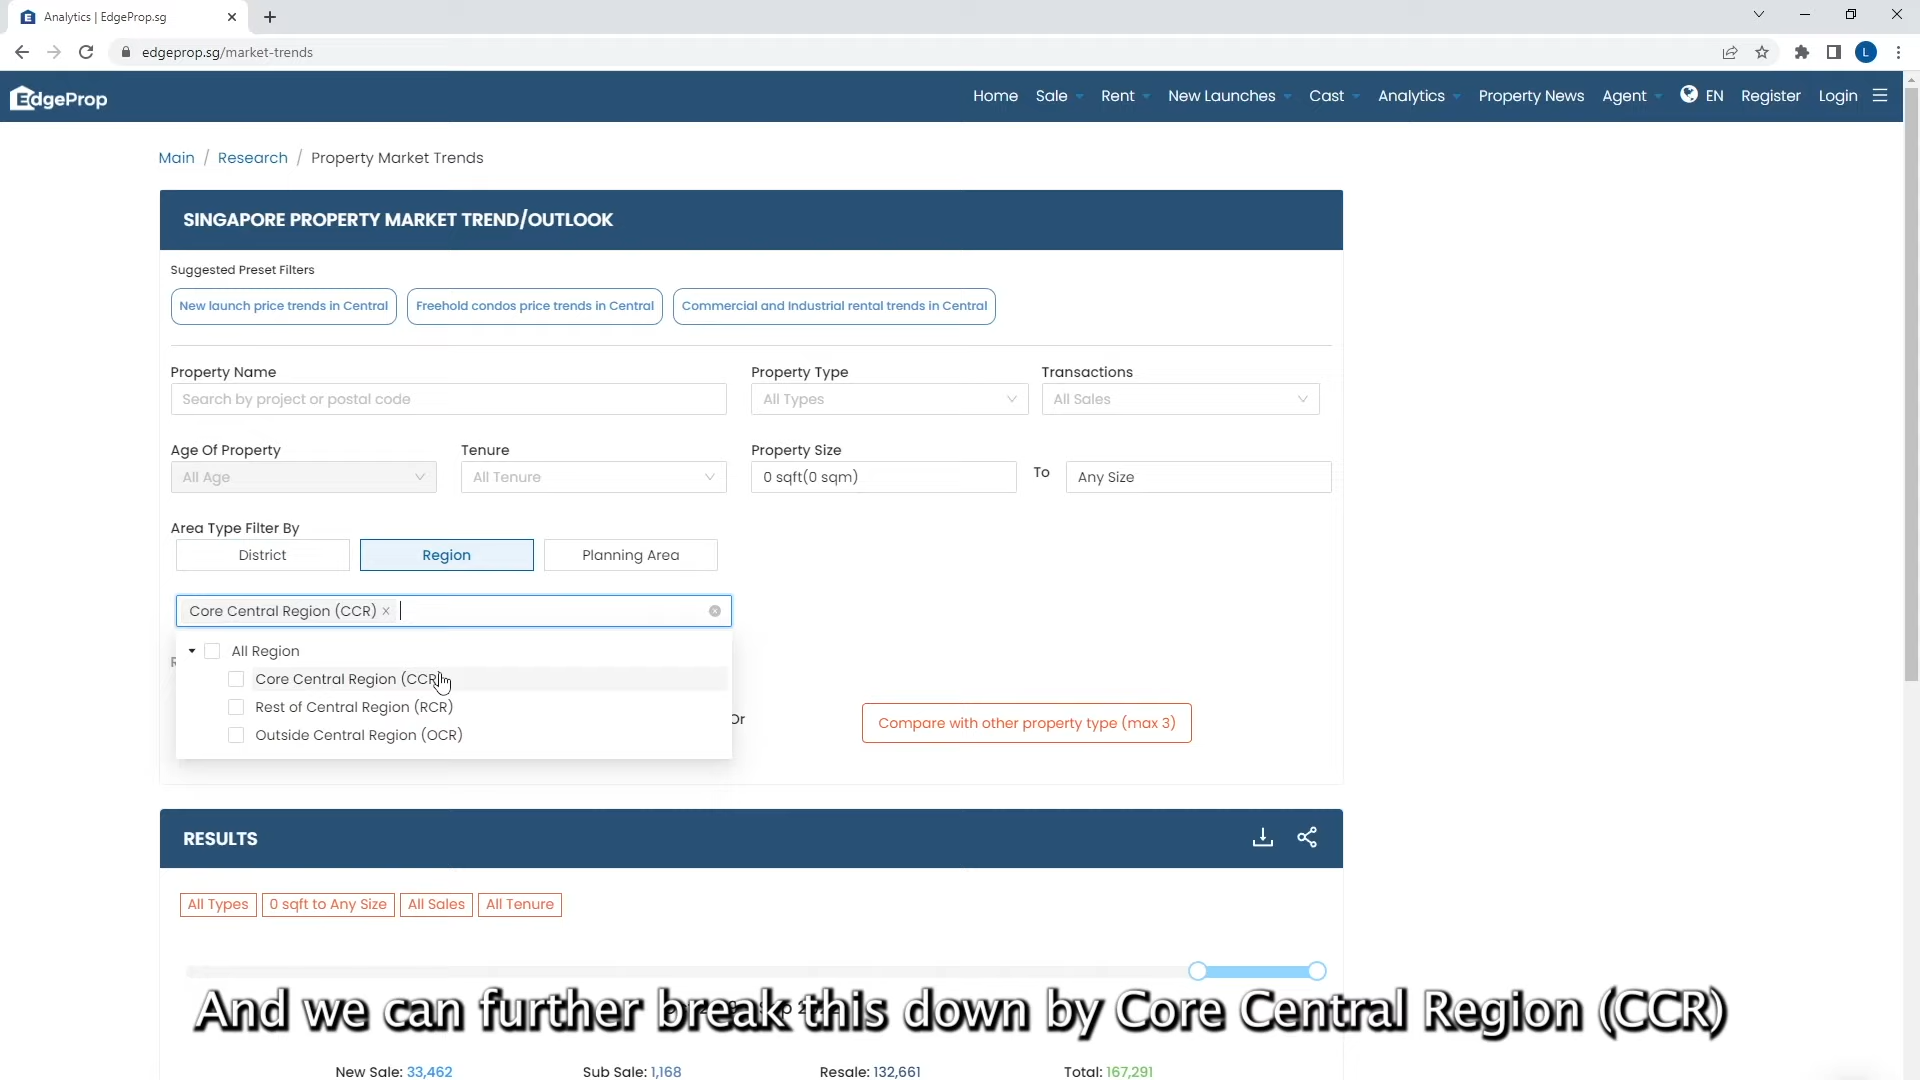 Analytics | EdgeProp.sg
edgeprop.sg/market-trends
L
EdgeProp
Home Sale Rent New Launches Cast Analytics Property News Agent EN Register Login
Main / Research / Property Market Trends
SINGAPORE PROPERTY MARKET TREND/OUTLOOK
Suggested Preset Filters
New launch price trends in Central Freehold condos price trends in Central Commercial and Industrial rental trends in Central
Property Name Property Type Transactions
Search by project or postal code All Types All Sales
Age Of Property Tenure Property Size
All Age All Tenure 0 sqft(0 sqm) To Any Size
Area Type Filter By
District Region Planning Area
Core Central Region (CCR) ×
All Region
Core Central Region (CCR)
Rest of Central Region (RCR)
Outside Central Region (OCR)
Or Compare with other property type (max 3)
RESULTS
All Types 0 sqft to Any Size All Sales All Tenure
And we can further break this down by Core Central Region (CCR)
New Sale: 33,462 Sub Sale: 1,168 Resale: 132,661 Total: 167,291